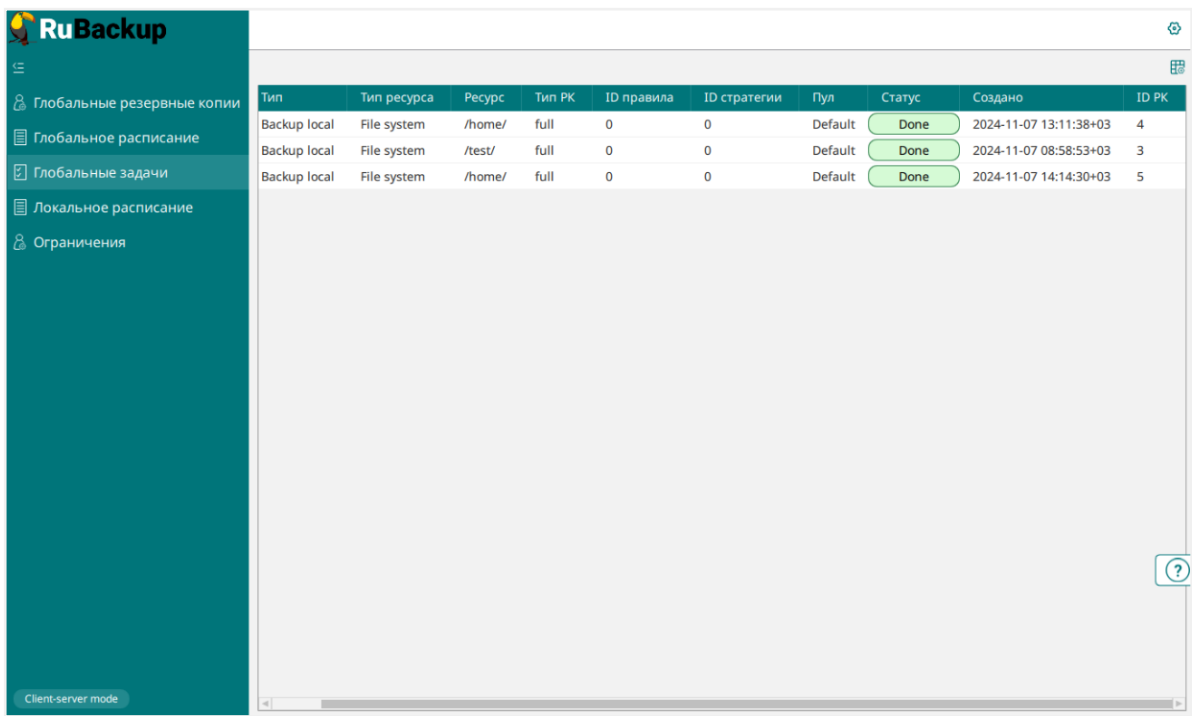 RuBackup
Глобальные резервные копии
Глобальное расписание
Глобальные задачи
Локальное расписание
Ограничения
Client-server mode
Тип Тип ресурса Ресурс Тип РК ID правила ID стратегии Пул Статус Создано ID РК
Backup local File system /home/ full 0 0 Default Done 2024-11-07 13:11:38+03 4
Backup local File system /test/ full 0 0 Default Done 2024-11-07 08:58:53+03 3
Backup local File system /home/ full 0 0 Default Done 2024-11-07 14:14:30+03 5
?